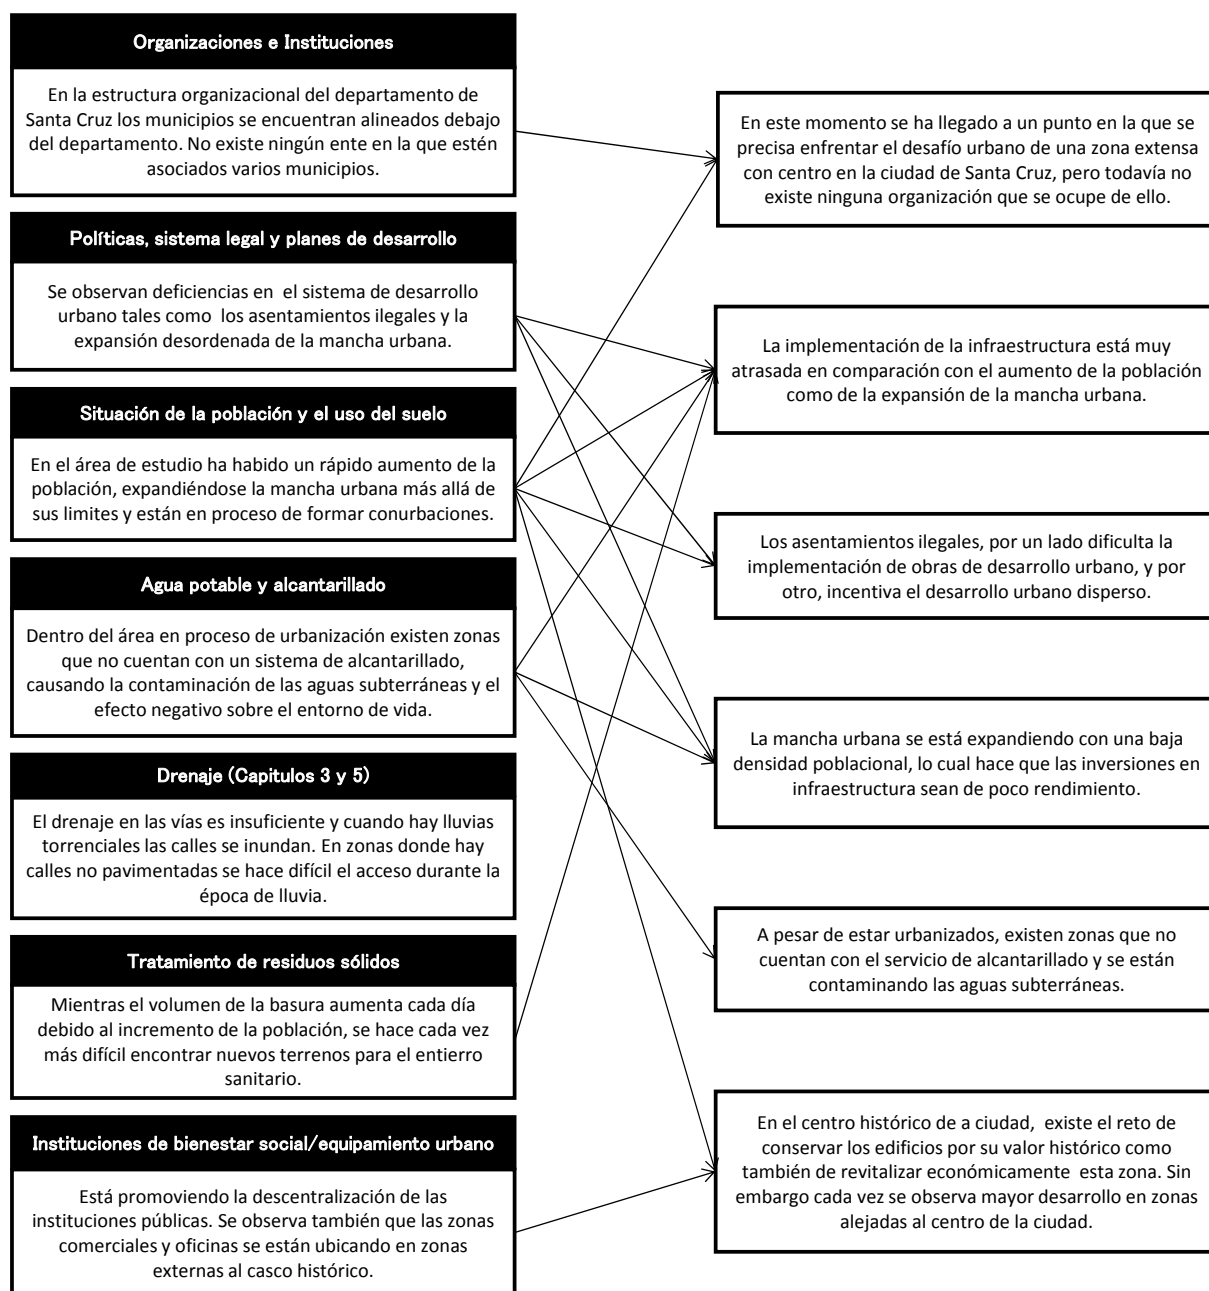 Organizaciones e Instituciones
En la estructura organizacional del departamento de
Santa Cruz los municipios se encuentran alineados debajo
del departamento. No existe ningún ente en la que estén
asociados varios municipios.
Políticas, sistema legal y planes de desarrollo
Se observan deficiencias en el sistema de desarrollo
urbano tales como los asentamientos ilegales y la
expansión desordenada de la mancha urbana.
Situación de la población y el uso del suelo
En el área de estudio ha habido un rápido aumento de la
población, expandiéndose la mancha urbana más allá de
sus limites y están en proceso de formar conurbaciones.
Agua potable y alcantarillado
Dentro del área en proceso de urbanización existen zonas
que no cuentan con un sistema de alcantarillado,
causando la contaminación de las aguas subterráneas y el
efecto negativo sobre el entorno de vida.
Drenaje (Capitulos 3 y 5)
El drenaje en las vías es insuficiente y cuando hay lluvias
torrenciales las calles se inundan. En zonas donde hay
calles no pavimentadas se hace difícil el acceso durante la
época de lluvia.
Tratamiento de residuos sólidos
Mientras el volumen de la basura aumenta cada día
debido al incremento de la población, se hace cada vez
más difícil encontrar nuevos terrenos para el entierro
sanitario.
Instituciones de bienestar social/equipamiento urbano
Está promoviendo la descentralización de las
instituciones públicas. Se observa también que las zonas
comerciales y oficinas se están ubicando en zonas
externas al casco histórico.
En este momento se ha llegado a un punto en la que se
precisa enfrentar el desafío urbano de una zona extensa
con centro en la ciudad de Santa Cruz, pero todavía no
existe ninguna organización que se ocupe de ello.
La implementación de la infraestructura está muy
atrasada en comparación con el aumento de la población
como de la expansión de la mancha urbana.
Los asentamientos ilegales, por un lado dificulta la
implementación de obras de desarrollo urbano, y por
otro, incentiva el desarrollo urbano disperso.
La mancha urbana se está expandiendo con una baja
densidad poblacional, lo cual hace que las inversiones en
infraestructura sean de poco rendimiento.
A pesar de estar urbanizados, existen zonas que no
cuentan con el servicio de alcantarillado y se están
contaminando las aguas subterráneas.
En el centro histórico de a ciudad, existe el reto de
conservar los edificios por su valor histórico como
también de revitalizar económicamente esta zona. Sin
embargo cada vez se observa mayor desarrollo en zonas
alejadas al centro de la ciudad.